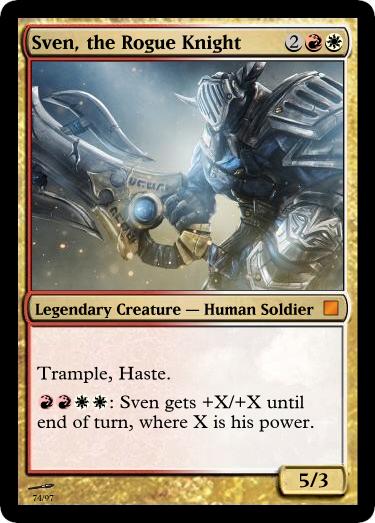 Sven, the Rogue Knight 2
Legendary Creature — Human Soldier
Trample, Haste.
: Sven gets +X/+X until
end of turn, where X is his power.
5/3
74/97